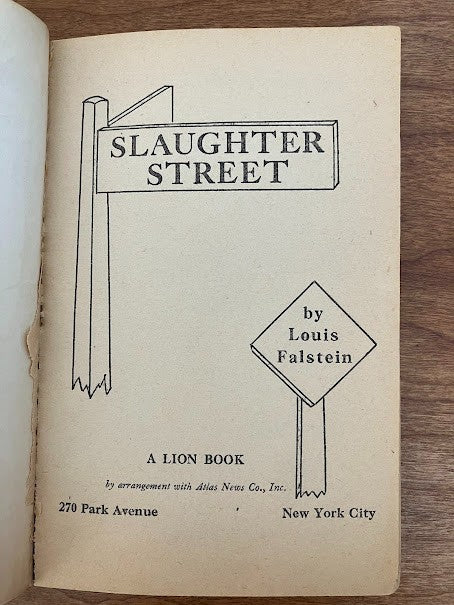 SLAUGHTER
STREET
by
Louis
Falstein
A LION BOOK
by arrangement with Atlas News Co., Inc.
270 Park Avenue
New York City